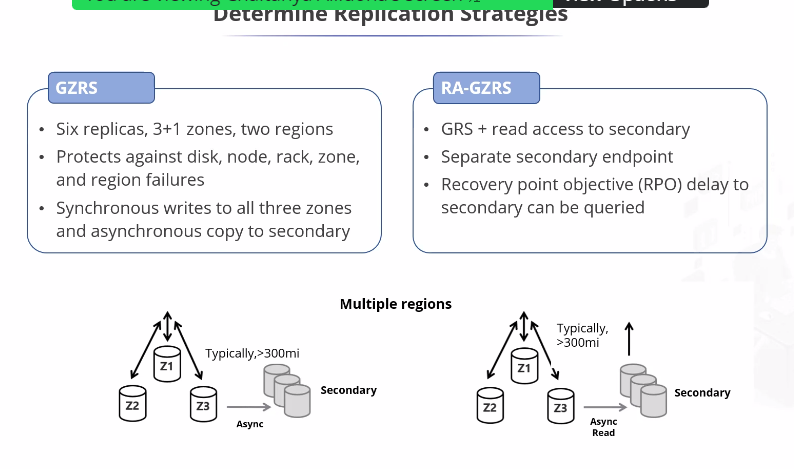 Determine Replication Strategies
GZRS
• Six replicas, 3+1 zones, two regions
• Protects against disk, node, rack, zone,
and region failures
• Synchronous writes to all three zones
and asynchronous copy to secondary
RA-GZRS
• GRS + read access to secondary
• Separate secondary endpoint
• Recovery point objective (RPO) delay to
secondary can be queried
Multiple regions
Typically,>300mi
Z1
Z2
Z3
Async
Secondary
Typically,
>300mi
Z1
Z2
Z3
Async
Read
Secondary